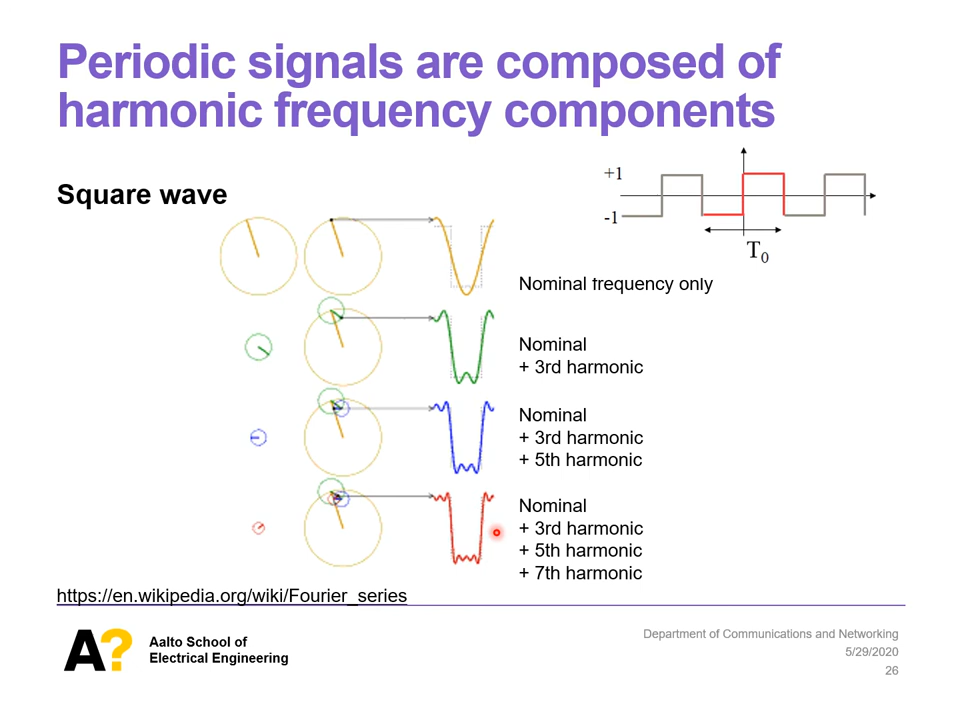 Periodic signals are composed of
harmonic frequency components
Square wave
+1
-1
T0
Nominal frequency only
Nominal
+ 3rd harmonic
Nominal
+ 3rd harmonic
+ 5th harmonic
Nominal
+ 3rd harmonic
+ 5th harmonic
+ 7th harmonic
https://en.wikipedia.org/wiki/Fourier_series
A?
Aalto School of
Electrical Engineering
Department of Communications and Networking
5/29/2020
26